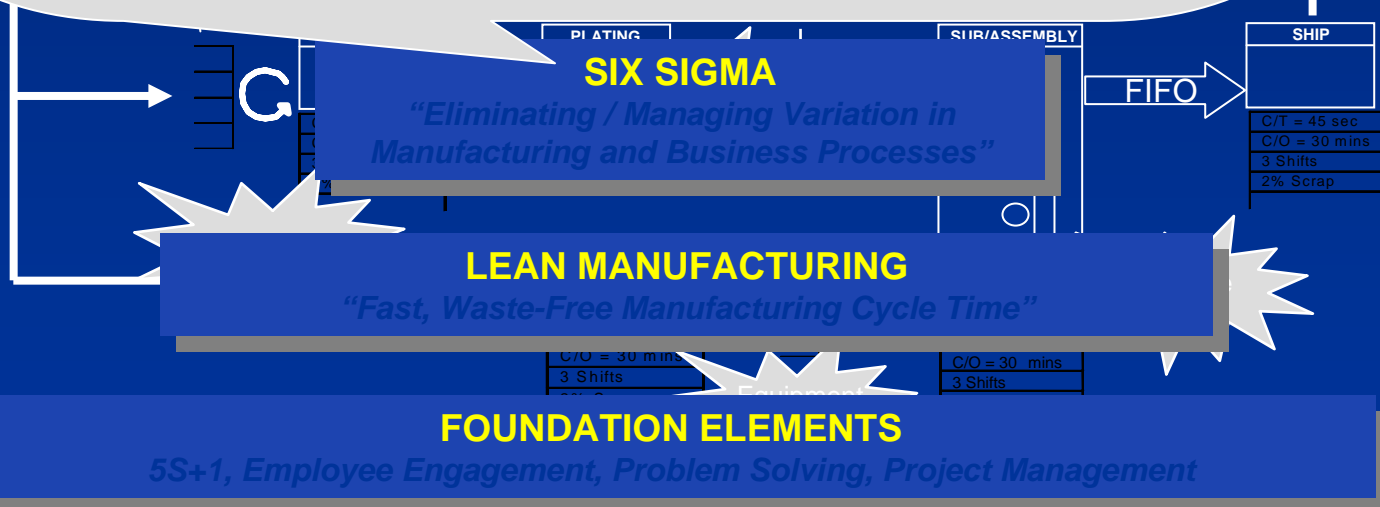 PLATING
SUB/ASSEMBLY
SHIP
SIX SIGMA
“Eliminating / Managing Variation in
Manufacturing and Business Processes”
FIFO
C/T = 45 sec
C/O = 30 mins
3 Shifts
2% Scrap
LEAN MANUFACTURING
“Fast, Waste-Free Manufacturing Cycle Time”
C/O = 30 mins
3 Shifts
C/O = 30 mins
3 Shifts
Equipment
FOUNDATION ELEMENTS
5S+1, Employee Engagement, Problem Solving, Project Management